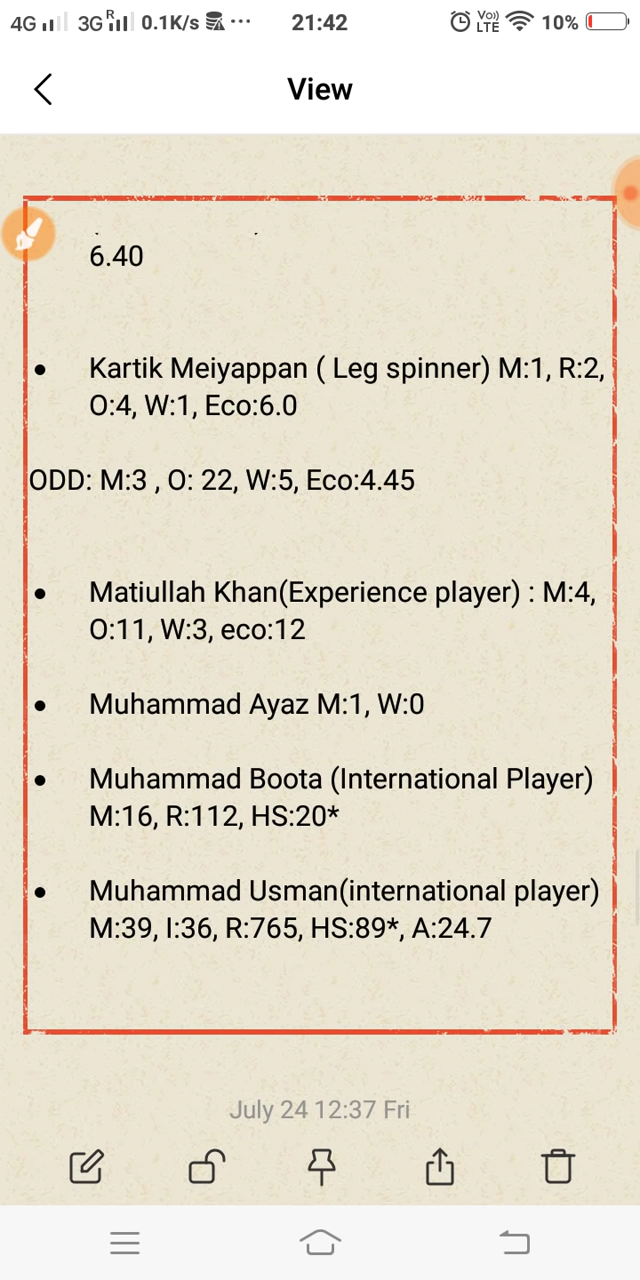 4G 3G R 0.1K/s ... 21:42 Vo)) LTE 10%
View
6.40
• Kartik Meiyappan ( Leg spinner) M:1, R:2,
O:4, W:1, Eco:6.0
ODD: M:3 , O: 22, W:5, Eco:4.45
• Matiullah Khan(Experience player) : M:4,
O:11, W:3, eco:12
• Muhammad Ayaz M:1, W:0
• Muhammad Boota (International Player)
M:16, R:112, HS:20*
• Muhammad Usman(international player)
M:39, I:36, R:765, HS:89*, A:24.7
July 24 12:37 Fri